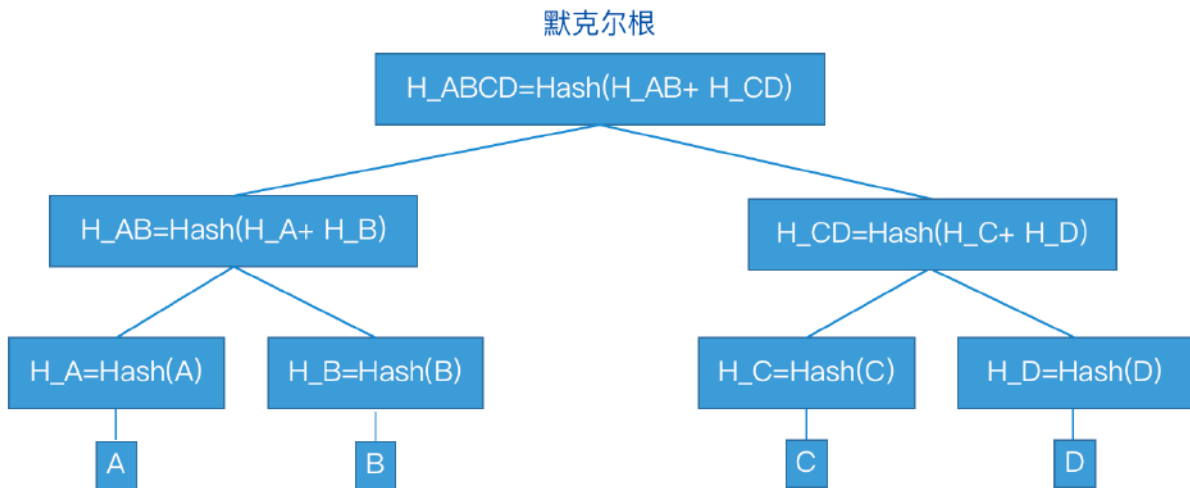 默克尔根
H_ABCD=Hash(H_AB+ H_CD)
H_AB=Hash(H_A+ H_B)
H_CD=Hash(H_C+ H_D)
H_A=Hash(A)
H_B=Hash(B)
H_C=Hash(C)
H_D=Hash(D)
A
B
C
D